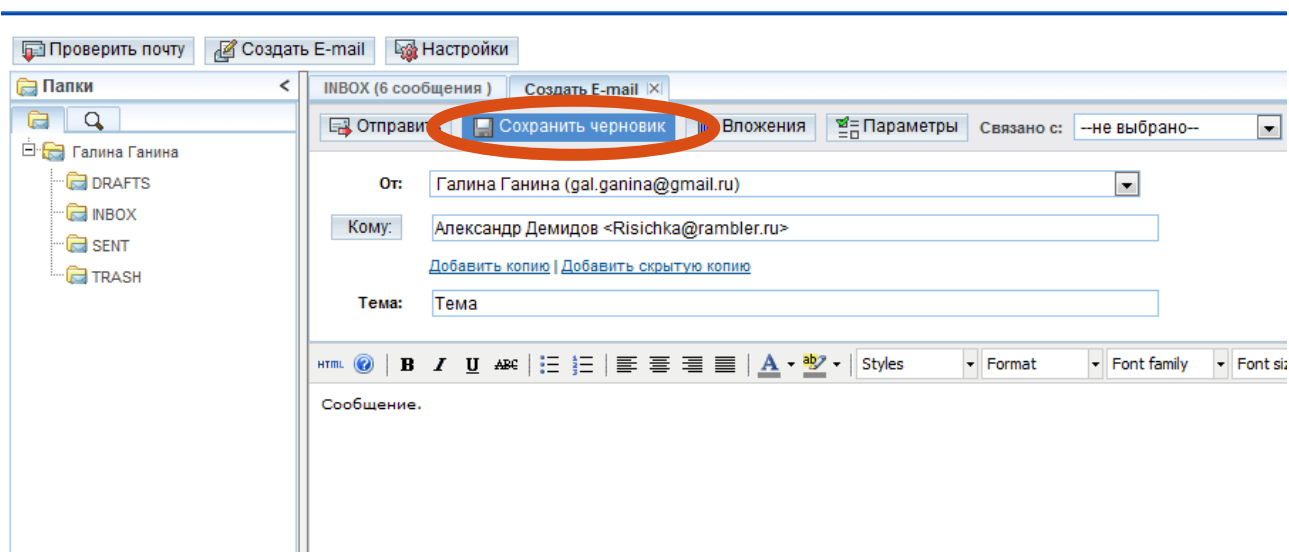 Проверить почту Создать E-mail Настройки
Папки <
INBOX (6 сообщения ) Создать E-mail
Отправи Сохранить черновик Вложения Параметры Связано с: --не выбрано--
Галина Ганина
DRAFTS
INBOX
SENT
TRASH
От: Галина Ганина (gal.ganina@gmail.ru)
Кому: Александр Демидов <Risichka@rambler.ru>
Добавить копию | Добавить скрытую копию
Тема: Тема
HTML B I U ABC A ab Styles Format Font family Font siz
Сообщение.